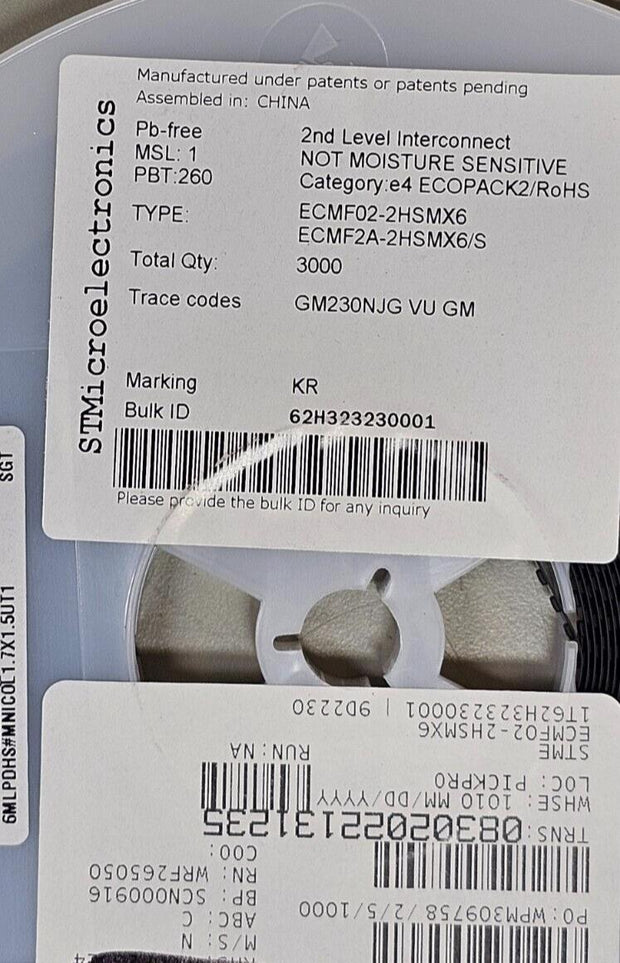 Manufactured under patents or patents pending
Assembled in: CHINA
STMicroelectronics
Pb-free 2nd Level Interconnect
MSL: 1 NOT MOISTURE SENSITIVE
PBT:260 Category:e4 ECOPACK2/RoHS
TYPE: ECMF02-2HSMX6
ECMF2A-2HSMX6/S
Total Qty: 3000
Trace codes GM230NJG VU GM
Marking KR
Bulk ID 62H323230001
Please provide the bulk ID for any inquiry
6MLPDHS#MNICOL1.7X1.5UT1 SGT
M/S: N
ABC: C
BP: SCN000916
PO:WPM309758 /2/5/1000
RN: WRF265050
COO:
TRNS:08302022131235
WHSE: 1010 MM/DD/YYYY
LOC: PICKPRO
STME RUN:NA
ECMF02-2HSMX6
1T62H323230001 | 9D2230